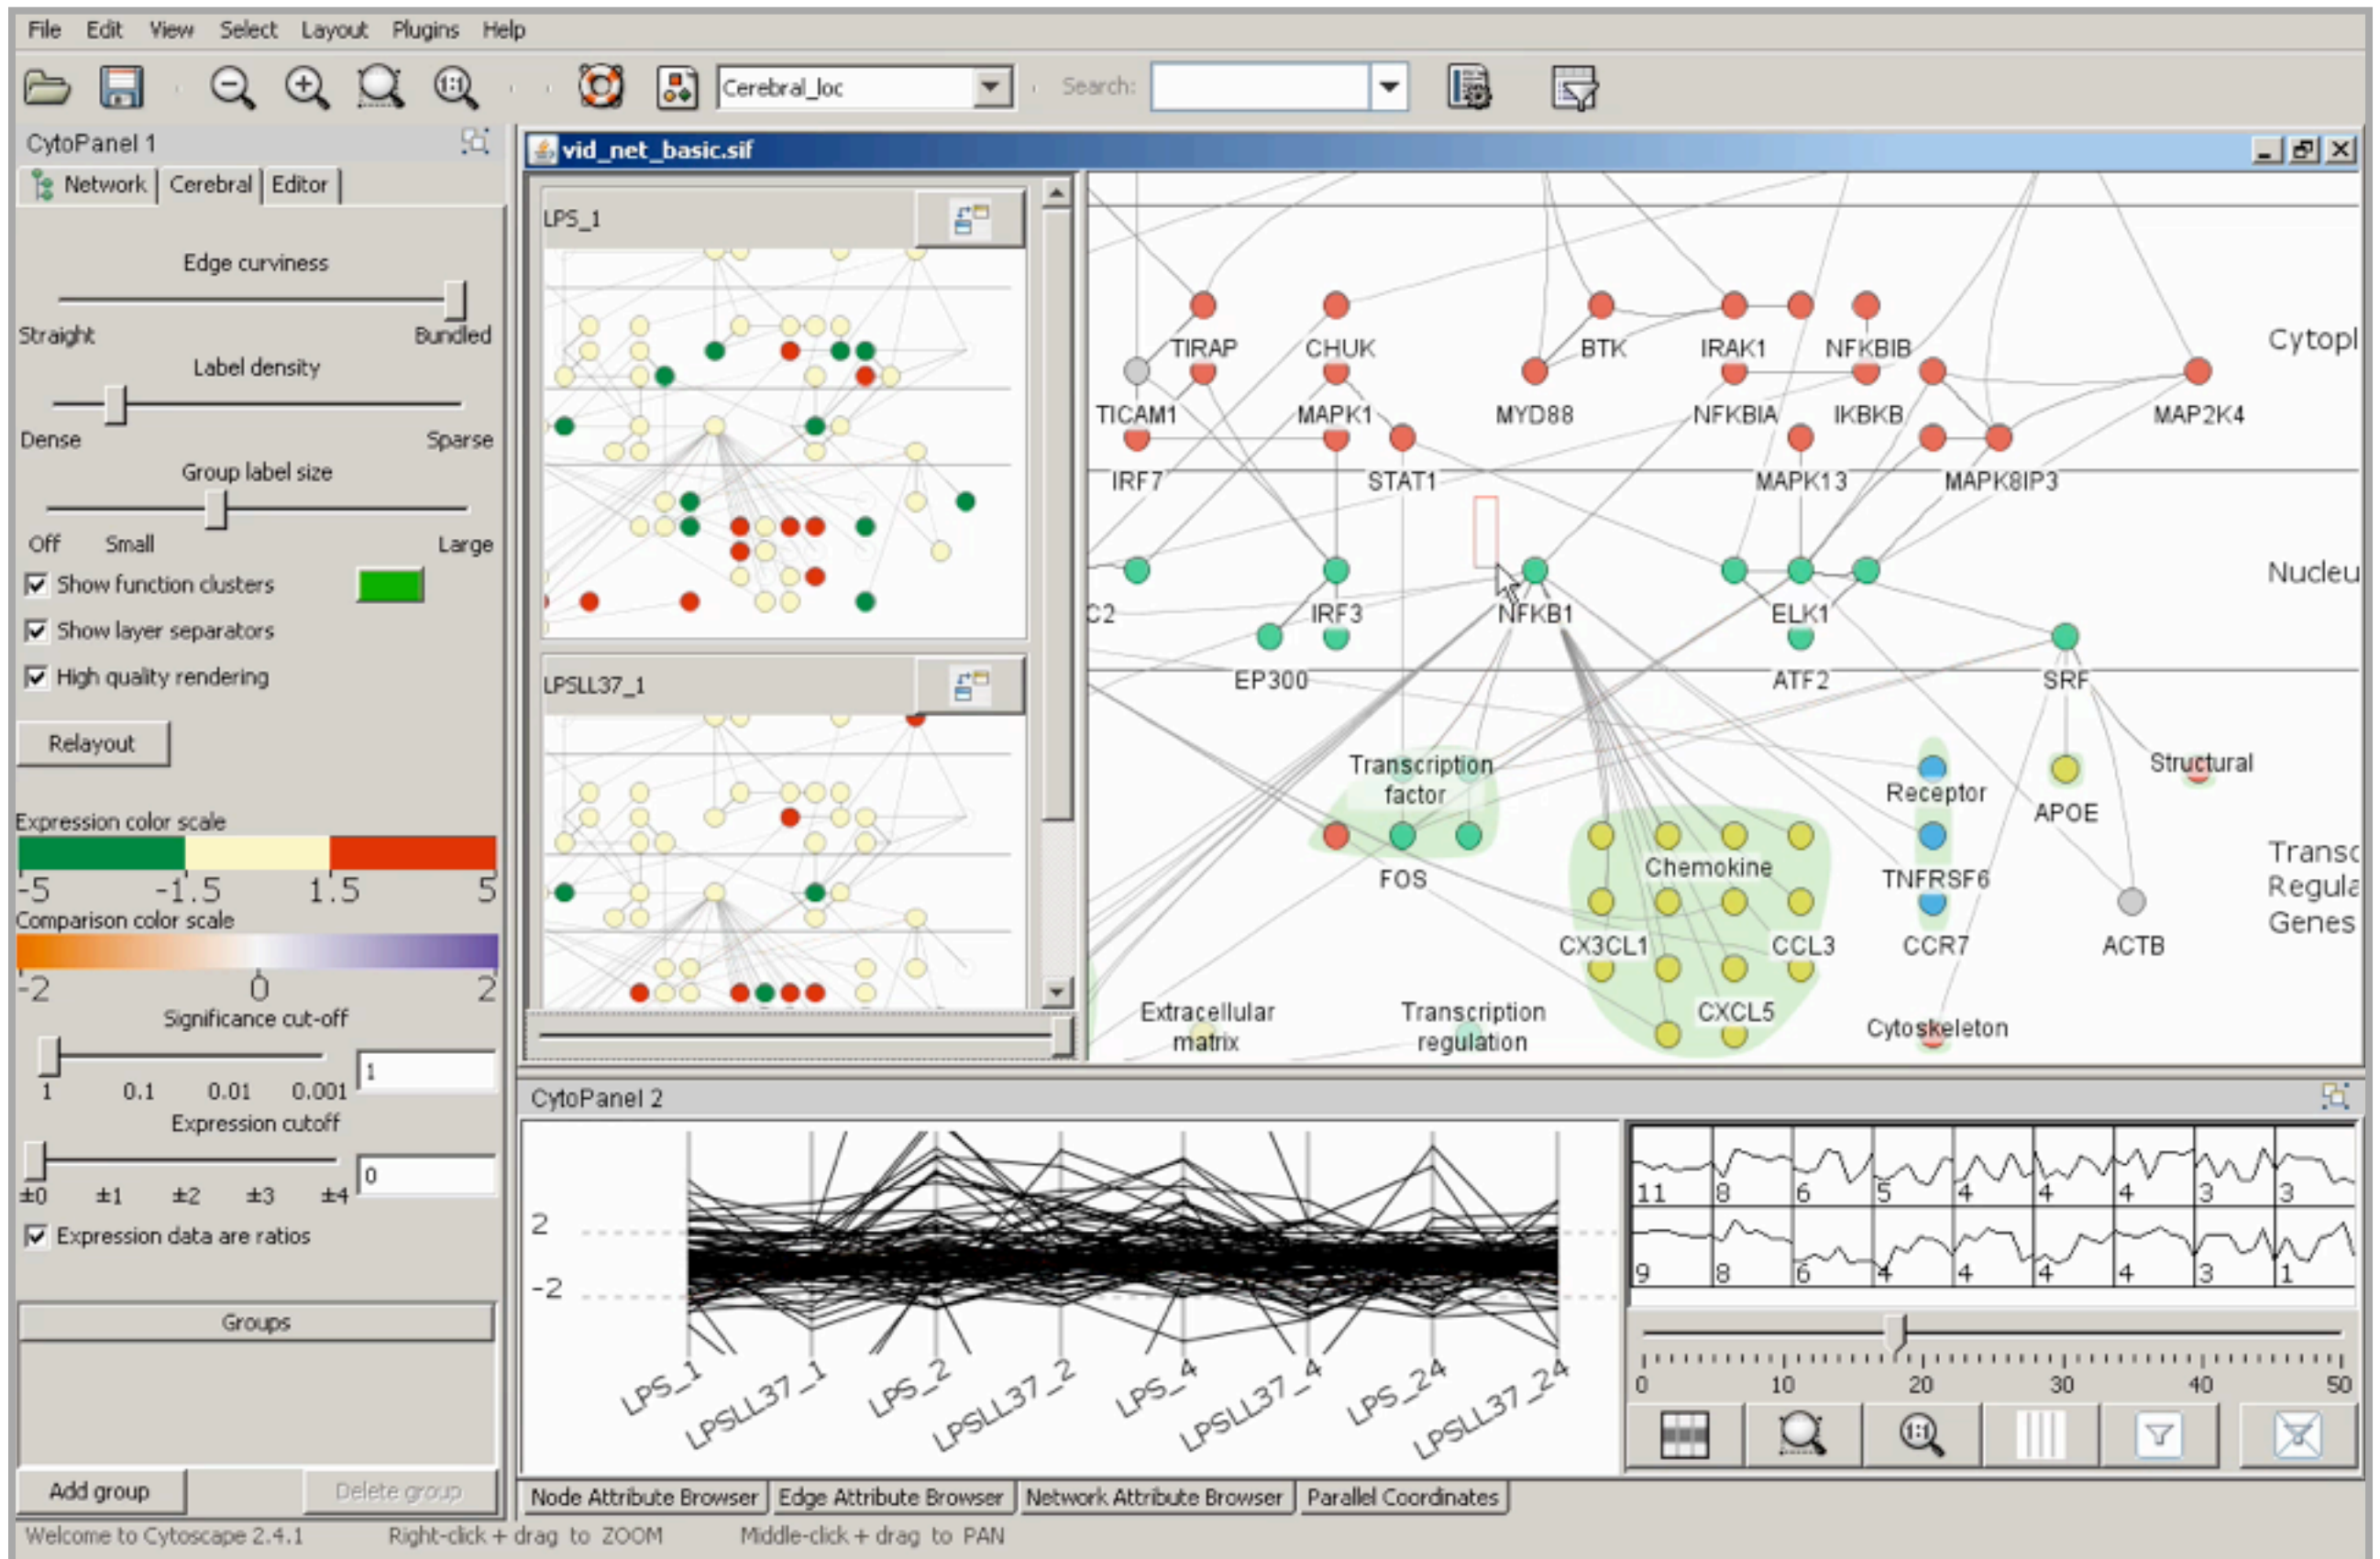 File Edit View Select Layout Plugins Help
1:1 Cerebral_loc Search:
CytoPanel 1
Network Cerebral Editor
Edge curviness
Straight Bundled
Label density
Dense Sparse
Group label size
Off Small Large
Show function clusters
Show layer separators
High quality rendering
Relayout
Expression color scale
-5 -1.5 1.5 5
Comparison color scale
-2 0 2
Significance cut-off
1 0.1 0.01 0.001 1
Expression cutoff
±0 ±1 ±2 ±3 ±4 0
Expression data are ratios
Groups
Add group Delete group
vid_net_basic.sif
LPS_1
LPSLL37_1
TIRAP CHUK BTK IRAK1 NFKBIB Cytopl
TICAM1 MAPK1 MYD88 NFKBIA IKBKB MAP2K4
IRF7 STAT1 MAPK13 MAPK8IP3
Nucleu
C2 IRF3 NFKB1 ELK1
EP300 ATF2 SRF
Transcription
factor
Receptor
Structural
APOE
Chemokine
FOS TNFRSF6
Transc
Regula
Genes
CX3CL1 CCL3 CCR7 ACTB
Extracellular
matrix
Transcription
regulation
CXCL5
Cytoskeleton
CytoPanel 2
2
-2
LPS_1 LPSLL37_1 LPS_2 LPSLL37_2 LPS_4 LPSLL37_4 LPS_24 LPSLL37_24
11 8 6 5 4 4 4 3 3
9 8 6 4 4 4 4 3 1
0 10 20 30 40 50
1:1
Node Attribute Browser Edge Attribute Browser Network Attribute Browser Parallel Coordinates
Welcome to Cytoscape 2.4.1 Right-click + drag to ZOOM Middle-click + drag to PAN